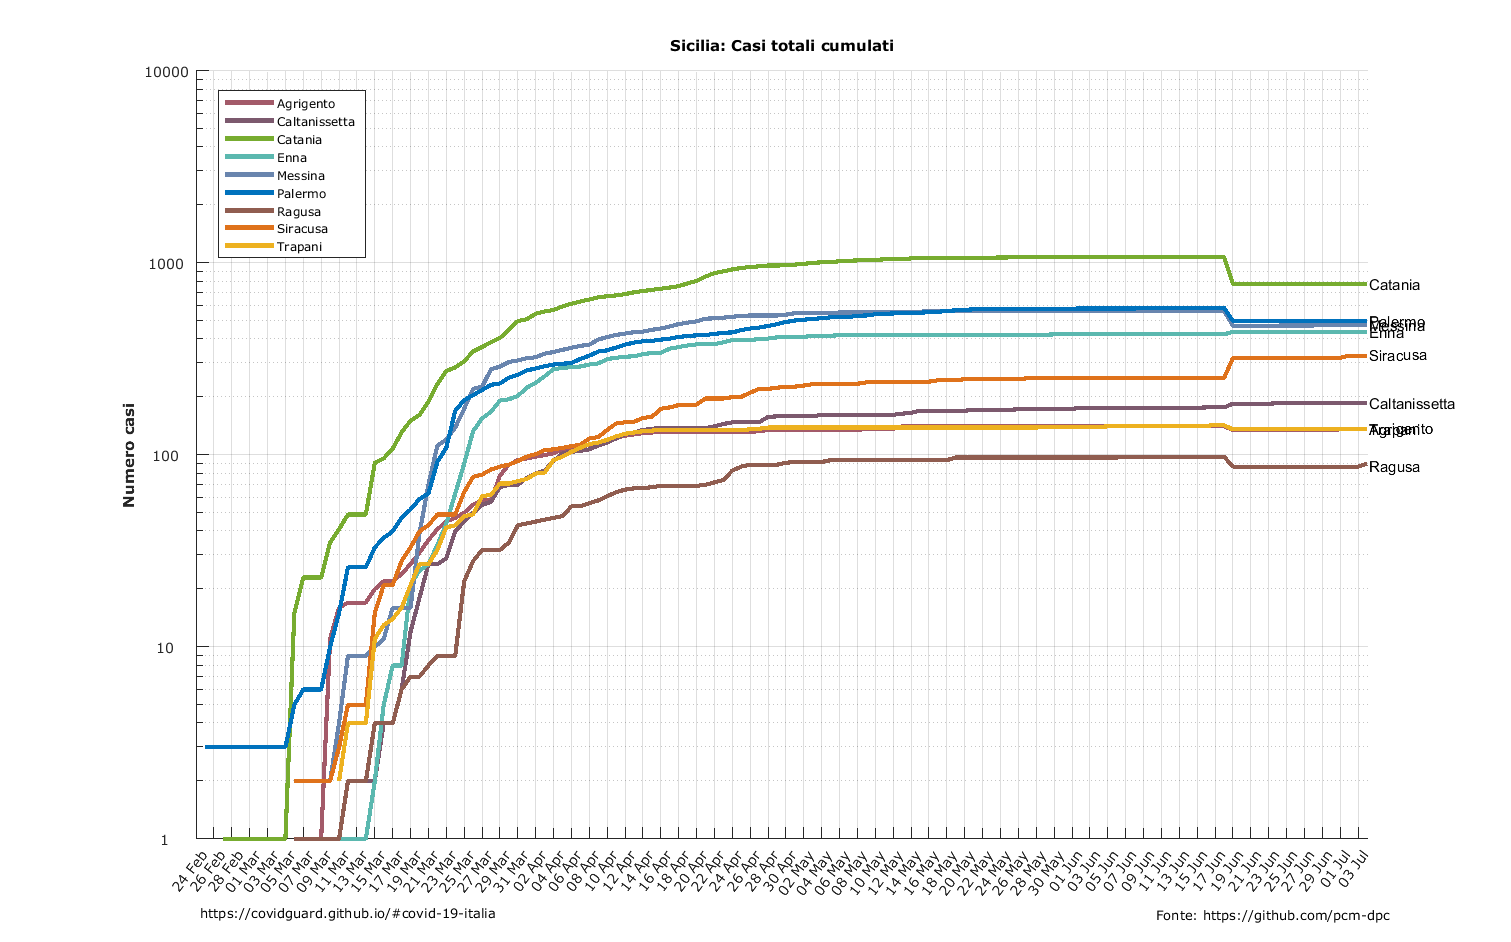 Sicilia: Casi totali cumulati
Numero casi
10000
1000
100
10
1
Agrigento
Caltanissetta
Catania
Enna
Messina
Palermo
Ragusa
Siracusa
Trapani
Catania
Palermo
Messina
Enna
Siracusa
Caltanissetta
Trapani
Agrigento
Ragusa
24 Feb
26 Feb
28 Feb
01 Mar
03 Mar
05 Mar
07 Mar
09 Mar
11 Mar
13 Mar
15 Mar
17 Mar
19 Mar
21 Mar
23 Mar
25 Mar
27 Mar
29 Mar
31 Mar
02 Apr
04 Apr
06 Apr
08 Apr
10 Apr
12 Apr
14 Apr
16 Apr
18 Apr
20 Apr
22 Apr
24 Apr
26 Apr
28 Apr
30 Apr
02 May
04 May
06 May
08 May
10 May
12 May
14 May
16 May
18 May
20 May
22 May
24 May
26 May
28 May
30 May
01 Jun
03 Jun
05 Jun
07 Jun
09 Jun
11 Jun
13 Jun
15 Jun
17 Jun
19 Jun
21 Jun
23 Jun
25 Jun
27 Jun
29 Jun
01 Jul
03 Jul
https://covidguard.github.io/#covid-19-italia
Fonte: https://github.com/pcm-dpc